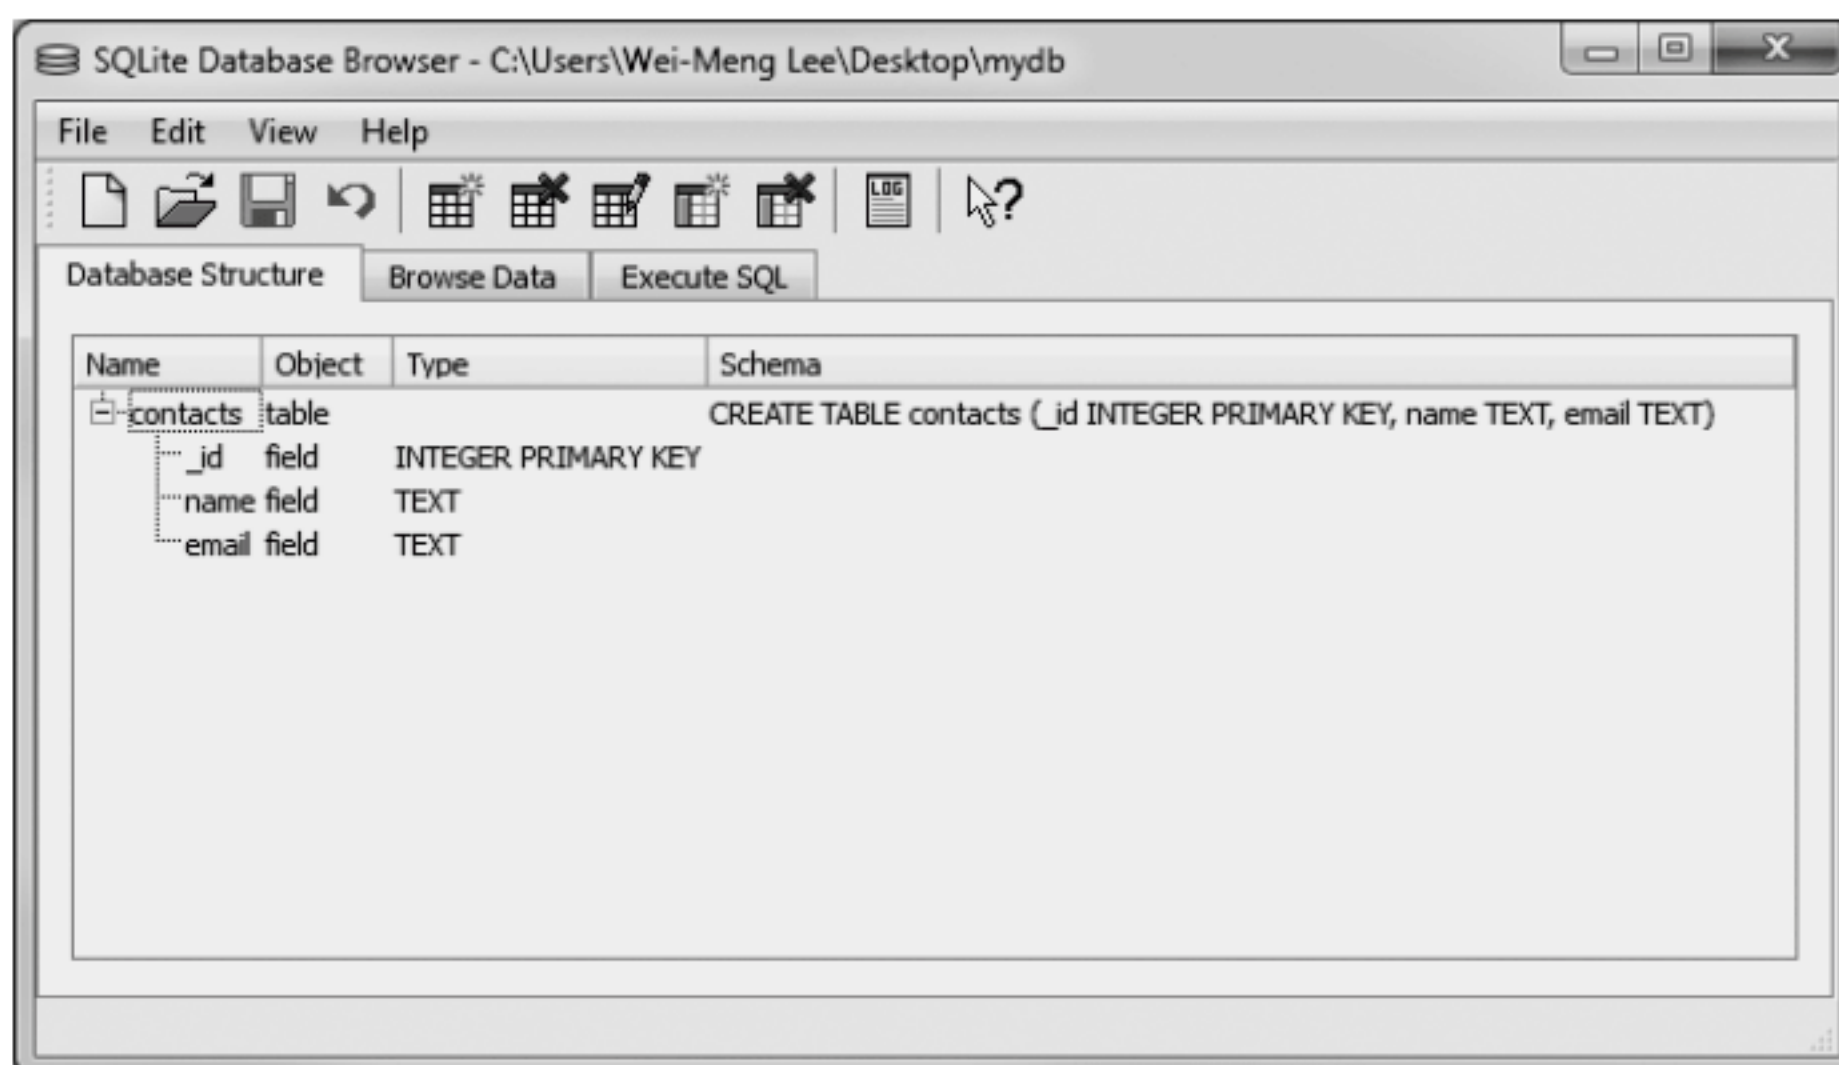 SQLite Database Browser - C:\Users\Wei-Meng Lee\Desktop\mydb
File Edit View Help
LOG
Database Structure Browse Data Execute SQL
Name Object Type Schema
contacts table CREATE TABLE contacts (_id INTEGER PRIMARY KEY, name TEXT, email TEXT)
_id field INTEGER PRIMARY KEY
name field TEXT
email field TEXT